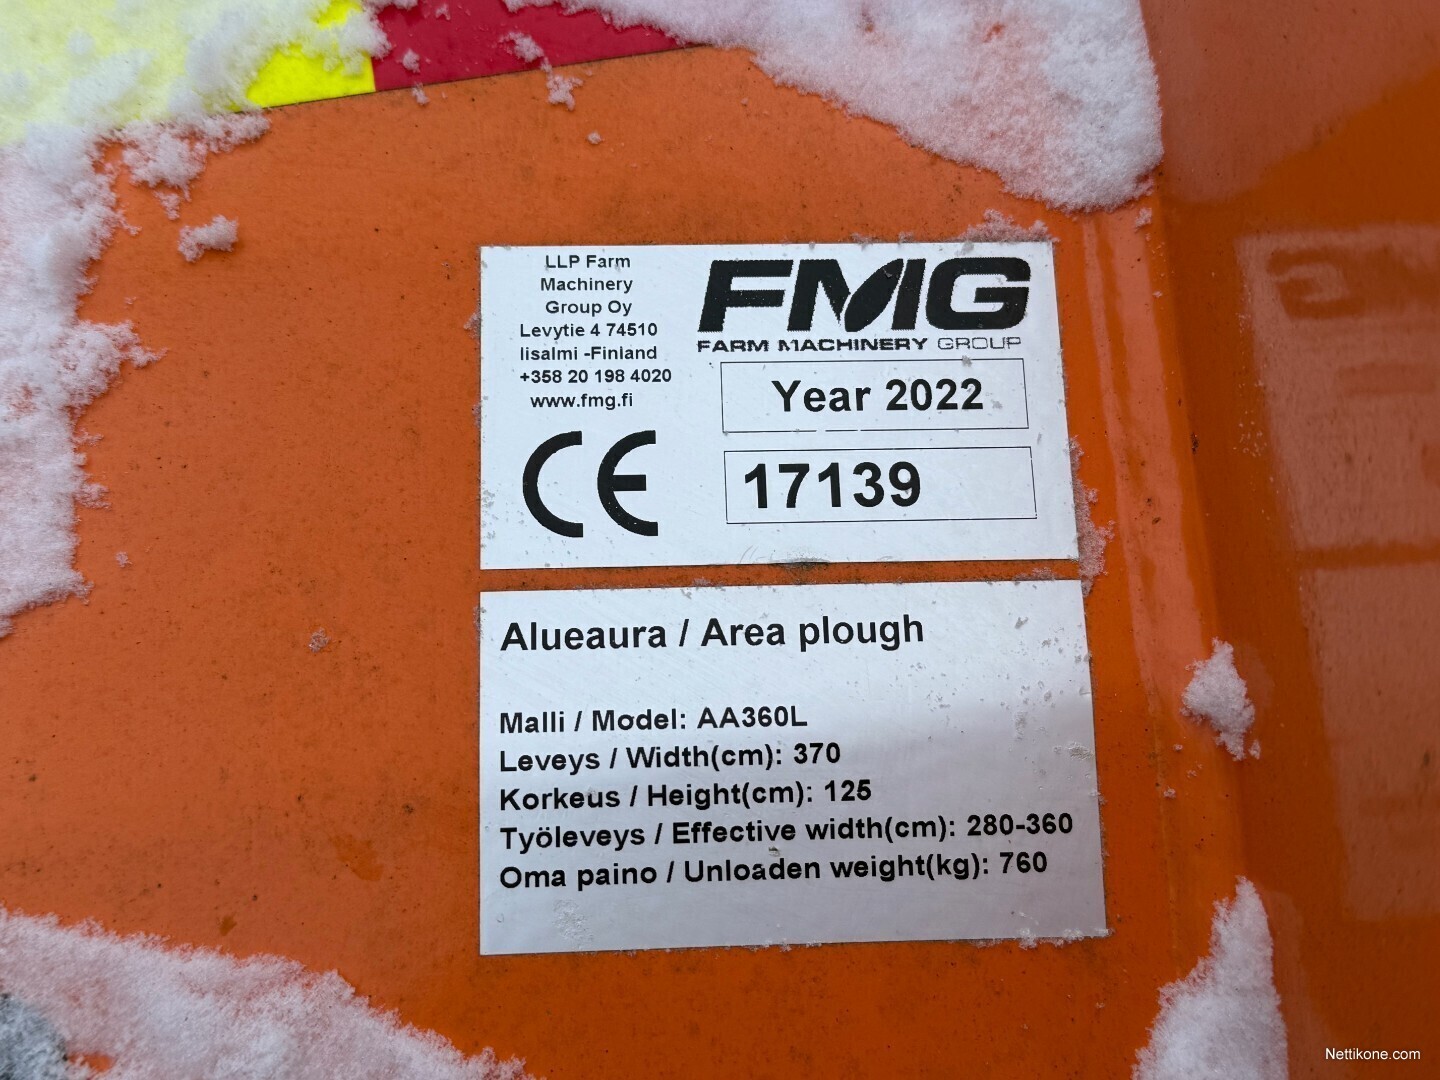 LLP Farm
Machinery
Group Oy
Levytie 4 74510
Iisalmi -Finland
+358 20 198 4020
www.fmg.fi
CE
FMG
FARM MACHINERY GROUP
Year 2022
17139
Alueaura / Area plough
Malli / Model: AA360L
Leveys / Width(cm): 370
Korkeus / Height(cm): 125
Työleveys / Effective width(cm): 280-360
Oma paino / Unloaden weight(kg): 760
Nettikone.com